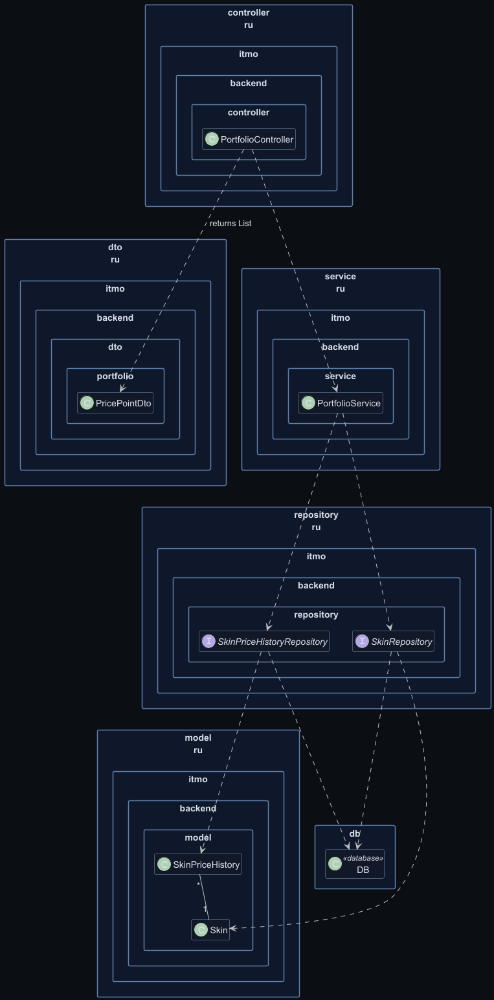 controller
ru
itmo
backend
controller
C PortfolioController
returns List
dto
ru
itmo
backend
dto
portfolio
C PricePointDto
service
ru
itmo
backend
service
C PortfolioService
repository
ru
itmo
backend
repository
I SkinPriceHistoryRepository
I SkinRepository
model
ru
itmo
backend
model
C SkinPriceHistory
*
1
C Skin
db
C «database»
DB